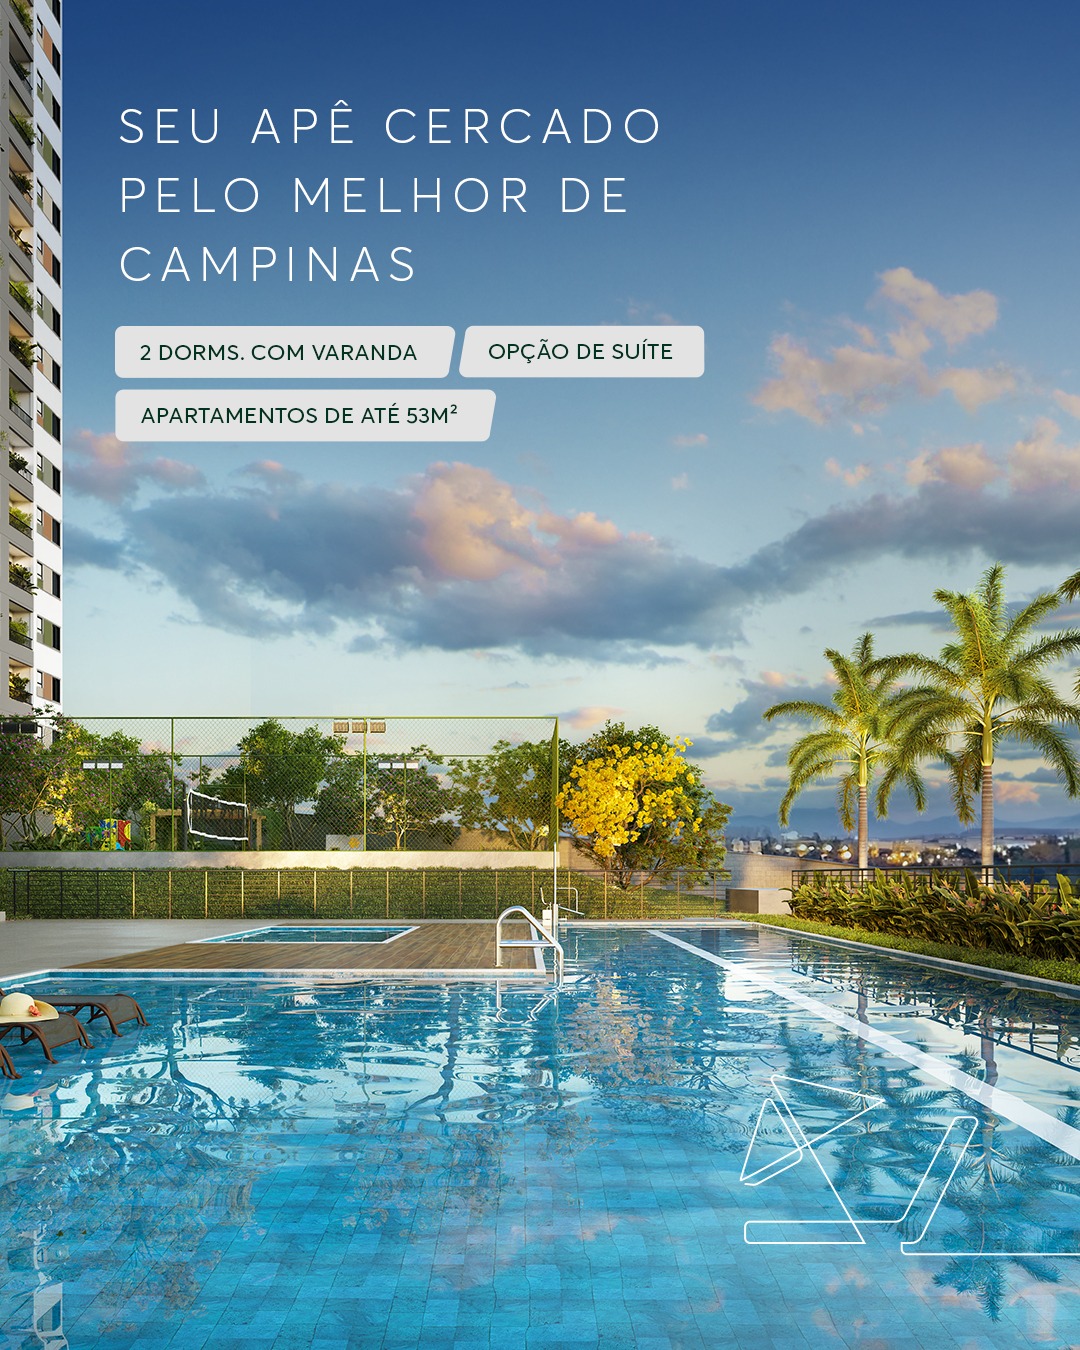 SEU APÊ CERCADO
PELO MELHOR DE
CAMPINAS
2 DORMS. COM VARANDA
OPÇÃO DE SUÍTE
APARTAMENTOS DE ATÉ 53M²